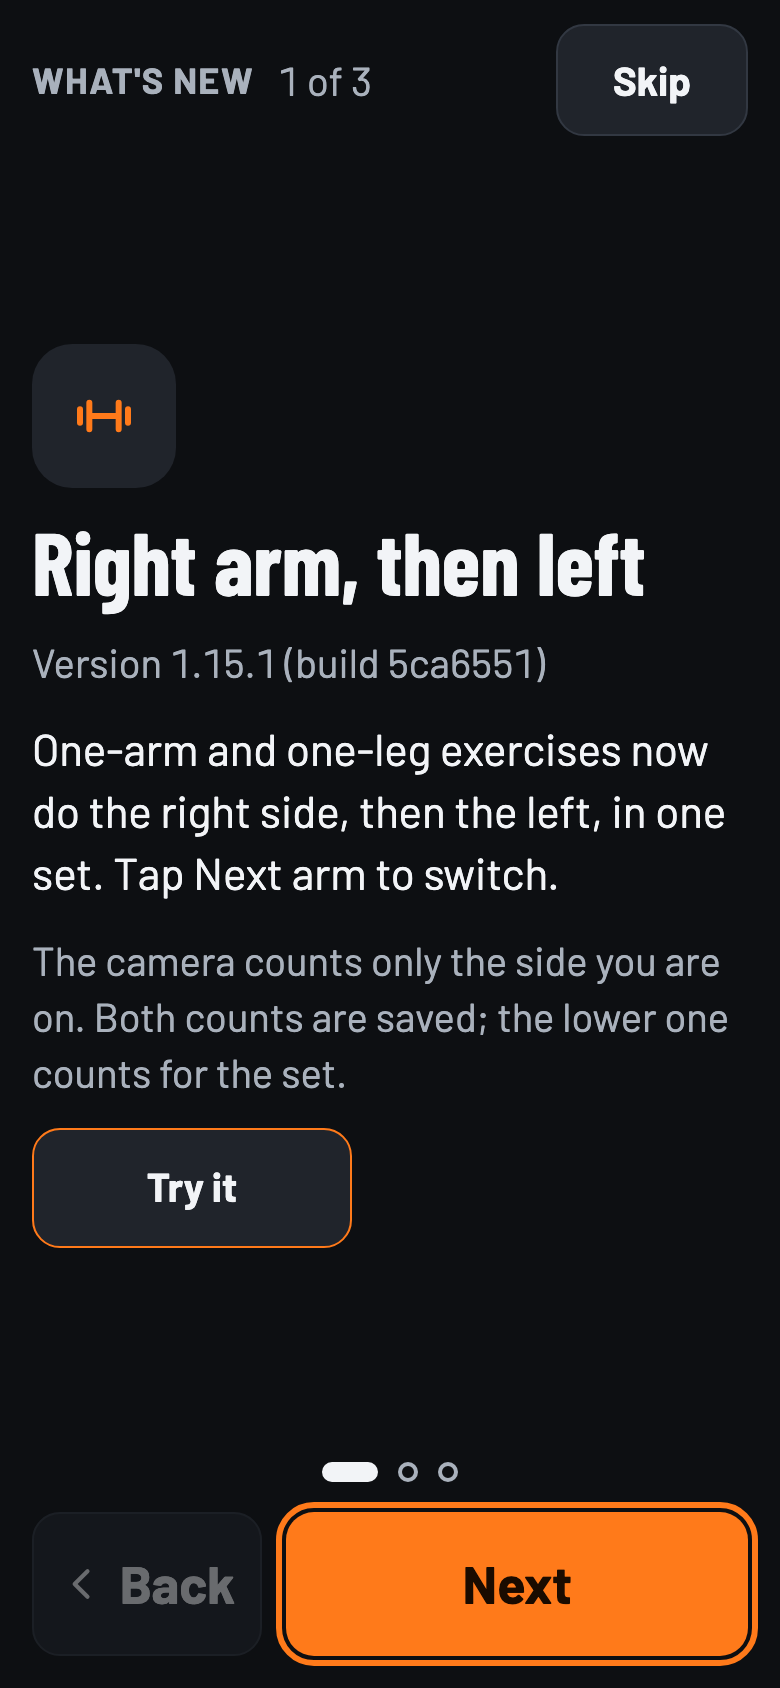 WHAT'S NEW 1 of 3
Skip
Right arm, then left
Version 1.15.1 (build 5ca6551)
One-arm and one-leg exercises now
do the right side, then the left, in one
set. Tap Next arm to switch.
The camera counts only the side you are
on. Both counts are saved; the lower one
counts for the set.
Try it
Back
Next